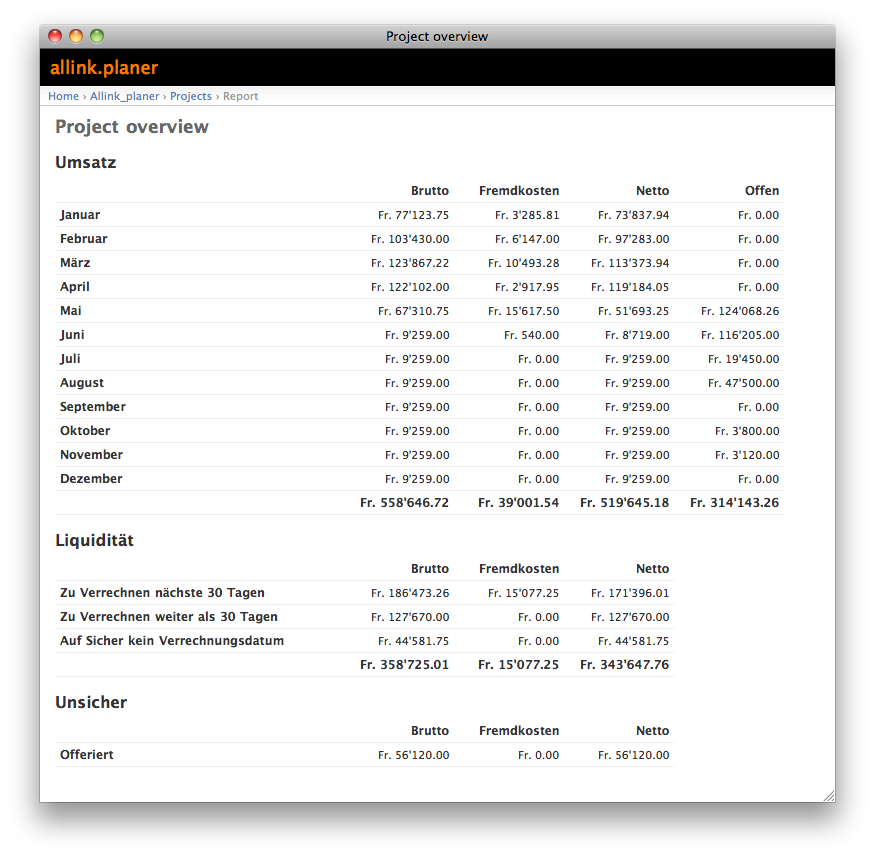 Project overview
allink.planer
Home › Allink_planer › Projects › Report
Project overview
Umsatz
Brutto Fremdkosten Netto Offen
Januar Fr. 77'123.75 Fr. 3'285.81 Fr. 73'837.94 Fr. 0.00
Februar Fr. 103'430.00 Fr. 6'147.00 Fr. 97'283.00 Fr. 0.00
März Fr. 123'867.22 Fr. 10'493.28 Fr. 113'373.94 Fr. 0.00
April Fr. 122'102.00 Fr. 2'917.95 Fr. 119'184.05 Fr. 0.00
Mai Fr. 67'310.75 Fr. 15'617.50 Fr. 51'693.25 Fr. 124'068.26
Juni Fr. 9'259.00 Fr. 540.00 Fr. 8'719.00 Fr. 116'205.00
Juli Fr. 9'259.00 Fr. 0.00 Fr. 9'259.00 Fr. 19'450.00
August Fr. 9'259.00 Fr. 0.00 Fr. 9'259.00 Fr. 47'500.00
September Fr. 9'259.00 Fr. 0.00 Fr. 9'259.00 Fr. 0.00
Oktober Fr. 9'259.00 Fr. 0.00 Fr. 9'259.00 Fr. 3'800.00
November Fr. 9'259.00 Fr. 0.00 Fr. 9'259.00 Fr. 3'120.00
Dezember Fr. 9'259.00 Fr. 0.00 Fr. 9'259.00 Fr. 0.00
Fr. 558'646.72 Fr. 39'001.54 Fr. 519'645.18 Fr. 314'143.26
Liquidität
Brutto Fremdkosten Netto
Zu Verrechnen nächste 30 Tagen Fr. 186'473.26 Fr. 15'077.25 Fr. 171'396.01
Zu Verrechnen weiter als 30 Tagen Fr. 127'670.00 Fr. 0.00 Fr. 127'670.00
Auf Sicher kein Verrechnungsdatum Fr. 44'581.75 Fr. 0.00 Fr. 44'581.75
Fr. 358'725.01 Fr. 15'077.25 Fr. 343'647.76
Unsicher
Brutto Fremdkosten Netto
Offeriert Fr. 56'120.00 Fr. 0.00 Fr. 56'120.00